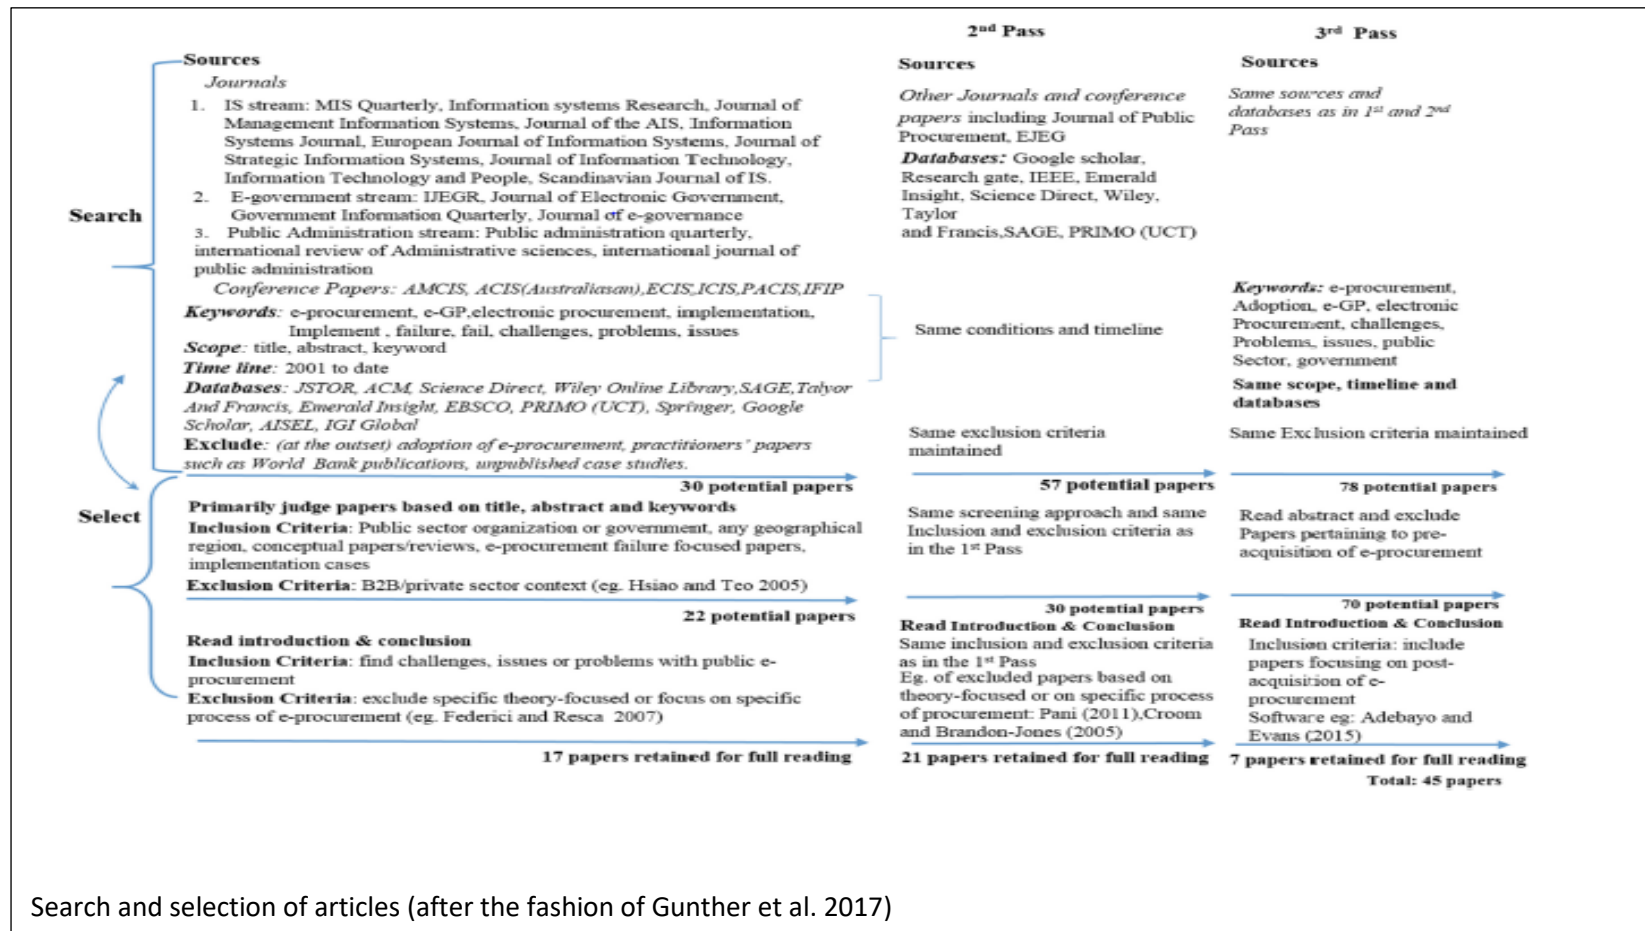 Search
Select
Sources
Journals
1. IS stream: MIS Quarterly, Information systems Research, Journal of
Management Information Systems, Journal of the AIS, Information
Systems Journal, European Journal of Information Systems, Journal of
Strategic Information Systems, Journal of Information Technology,
Information Technology and People, Scandinavian Journal of IS.
2. E-government stream: IJEGR, Journal of Electronic Government,
Government Information Quarterly, Journal of e-governance
3. Public Administration stream: Public administration quarterly,
international review of Administrative sciences, international journal of
public administration
Conference Papers: AMCIS, ACIS(Australiasan),ECIS,ICIS,PACIS,IFIP
Keywords: e-procurement, e-GP,electronic procurement, implementation,
Implement , failure, fail, challenges, problems, issues
Scope: title, abstract, keyword
Time line: 2001 to date
Databases: JSTOR, ACM, Science Direct, Wiley Online Library,SAGE,Talyor
And Francis, Emerald Insight, EBSCO, PRIMO (UCT), Springer, Google
Scholar, AISEL, IGI Global
Exclude: (at the outset) adoption of e-procurement, practitioners' papers
such as World Bank publications, unpublished case studies.
30 potential papers
Primarily judge papers based on title, abstract and keywords
Inclusion Criteria: Public sector organization or government, any geographical
region, conceptual papers/reviews, e-procurement failure focused papers,
implementation cases
Exclusion Criteria: B2B/private sector context (eg. Hsiao and Teo 2005)
22 potential papers
Read introduction & conclusion
Inclusion Criteria: find challenges, issues or problems with public e-
procurement
Exclusion Criteria: exclude specific theory-focused or focus on specific
process of e-procurement (eg. Federici and Resca 2007)
17 papers retained for full reading
2nd Pass
Sources
Other Journals and conference
papers including Journal of Public
Procurement, EJEG
Databases: Google scholar,
Research gate, IEEE, Emerald
Insight, Science Direct, Wiley,
Taylor
and Francis,SAGE, PRIMO (UCT)
Same conditions and timeline
Same exclusion criteria
maintained
57 potential papers
Same screening approach and same
Inclusion and exclusion criteria as
in the 1st Pass
30 potential papers
Read Introduction & Conclusion
Same inclusion and exclusion criteria
as in the 1st Pass
Eg. of excluded papers based on
theory-focused or on specific process
of procurement: Pani (2011),Croom
and Brandon-Jones (2005)
21 papers retained for full reading
3rd Pass
Sources
Same sources and
databases as in 1st and 2nd
Pass
Keywords: e-procurement,
Adoption, e-GP, electronic
Procurement, challenges,
Problems, issues, public
Sector, government
Same scope, timeline and
databases
Same Exclusion criteria maintained
78 potential papers
Read abstract and exclude
Papers pertaining to pre-
acquisition of e-procurement
70 potential papers
Read Introduction & Conclusion
Inclusion criteria: include
papers focusing on post-
acquisition of e-
procurement
Software eg: Adebayo and
Evans (2015)
7 papers retained for full reading
Total: 45 papers
Search and selection of articles (after the fashion of Gunther et al. 2017)